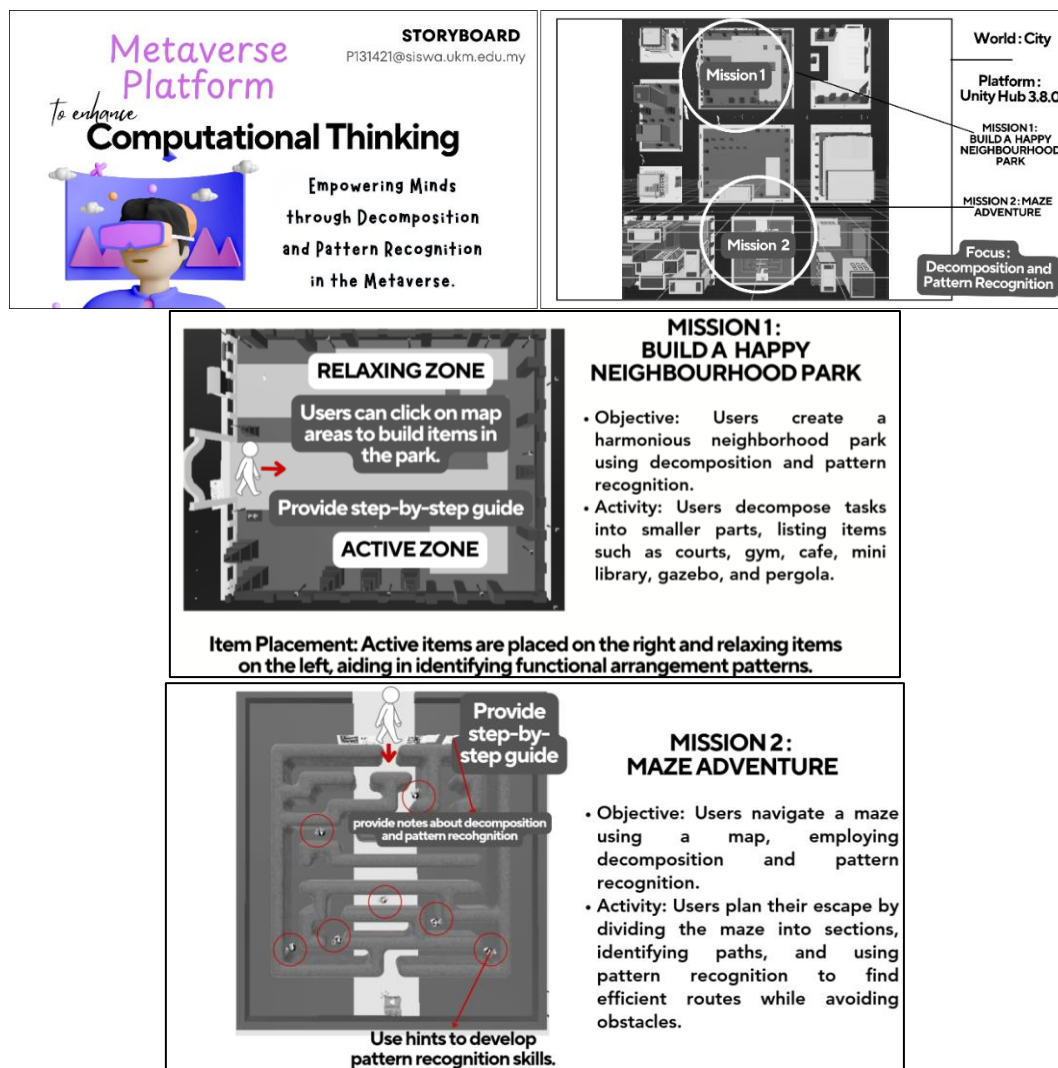 STORYBOARD
P131421@siswa.ukm.edu.my
Metaverse
Platform
to enhance
Computational Thinking
Empowering Minds
through Decomposition
and Pattern Recognition
in the Metaverse.
Mission 1
Mission 2
World : City
Platform :
Unity Hub 3.8.0
MISSION 1:
BUILD A HAPPY
NEIGHBOURHOOD
PARK
MISSION 2: MAZE
ADVENTURE
Focus :
Decomposition and
Pattern Recognition
RELAXING ZONE
Users can click on map
areas to build items in
the park.
Provide step-by-step guide
ACTIVE ZONE
MISSION 1 :
BUILD A HAPPY
NEIGHBOURHOOD PARK
• Objective: Users create a
harmonious neighborhood park
using decomposition and pattern
recognition.
• Activity: Users decompose tasks
into smaller parts, listing items
such as courts, gym, cafe, mini
library, gazebo, and pergola.
Item Placement: Active items are placed on the right and relaxing items
on the left, aiding in identifying functional arrangement patterns.
Provide
step-by-
step guide
provide notes about decomposition
and pattern recohgnition
Use hints to develop
pattern recognition skills.
MISSION 2 :
MAZE ADVENTURE
• Objective: Users navigate a maze
using a map, employing
decomposition and pattern
recognition.
• Activity: Users plan their escape by
dividing the maze into sections,
identifying paths, and using
pattern recognition to find
efficient routes while avoiding
obstacles.